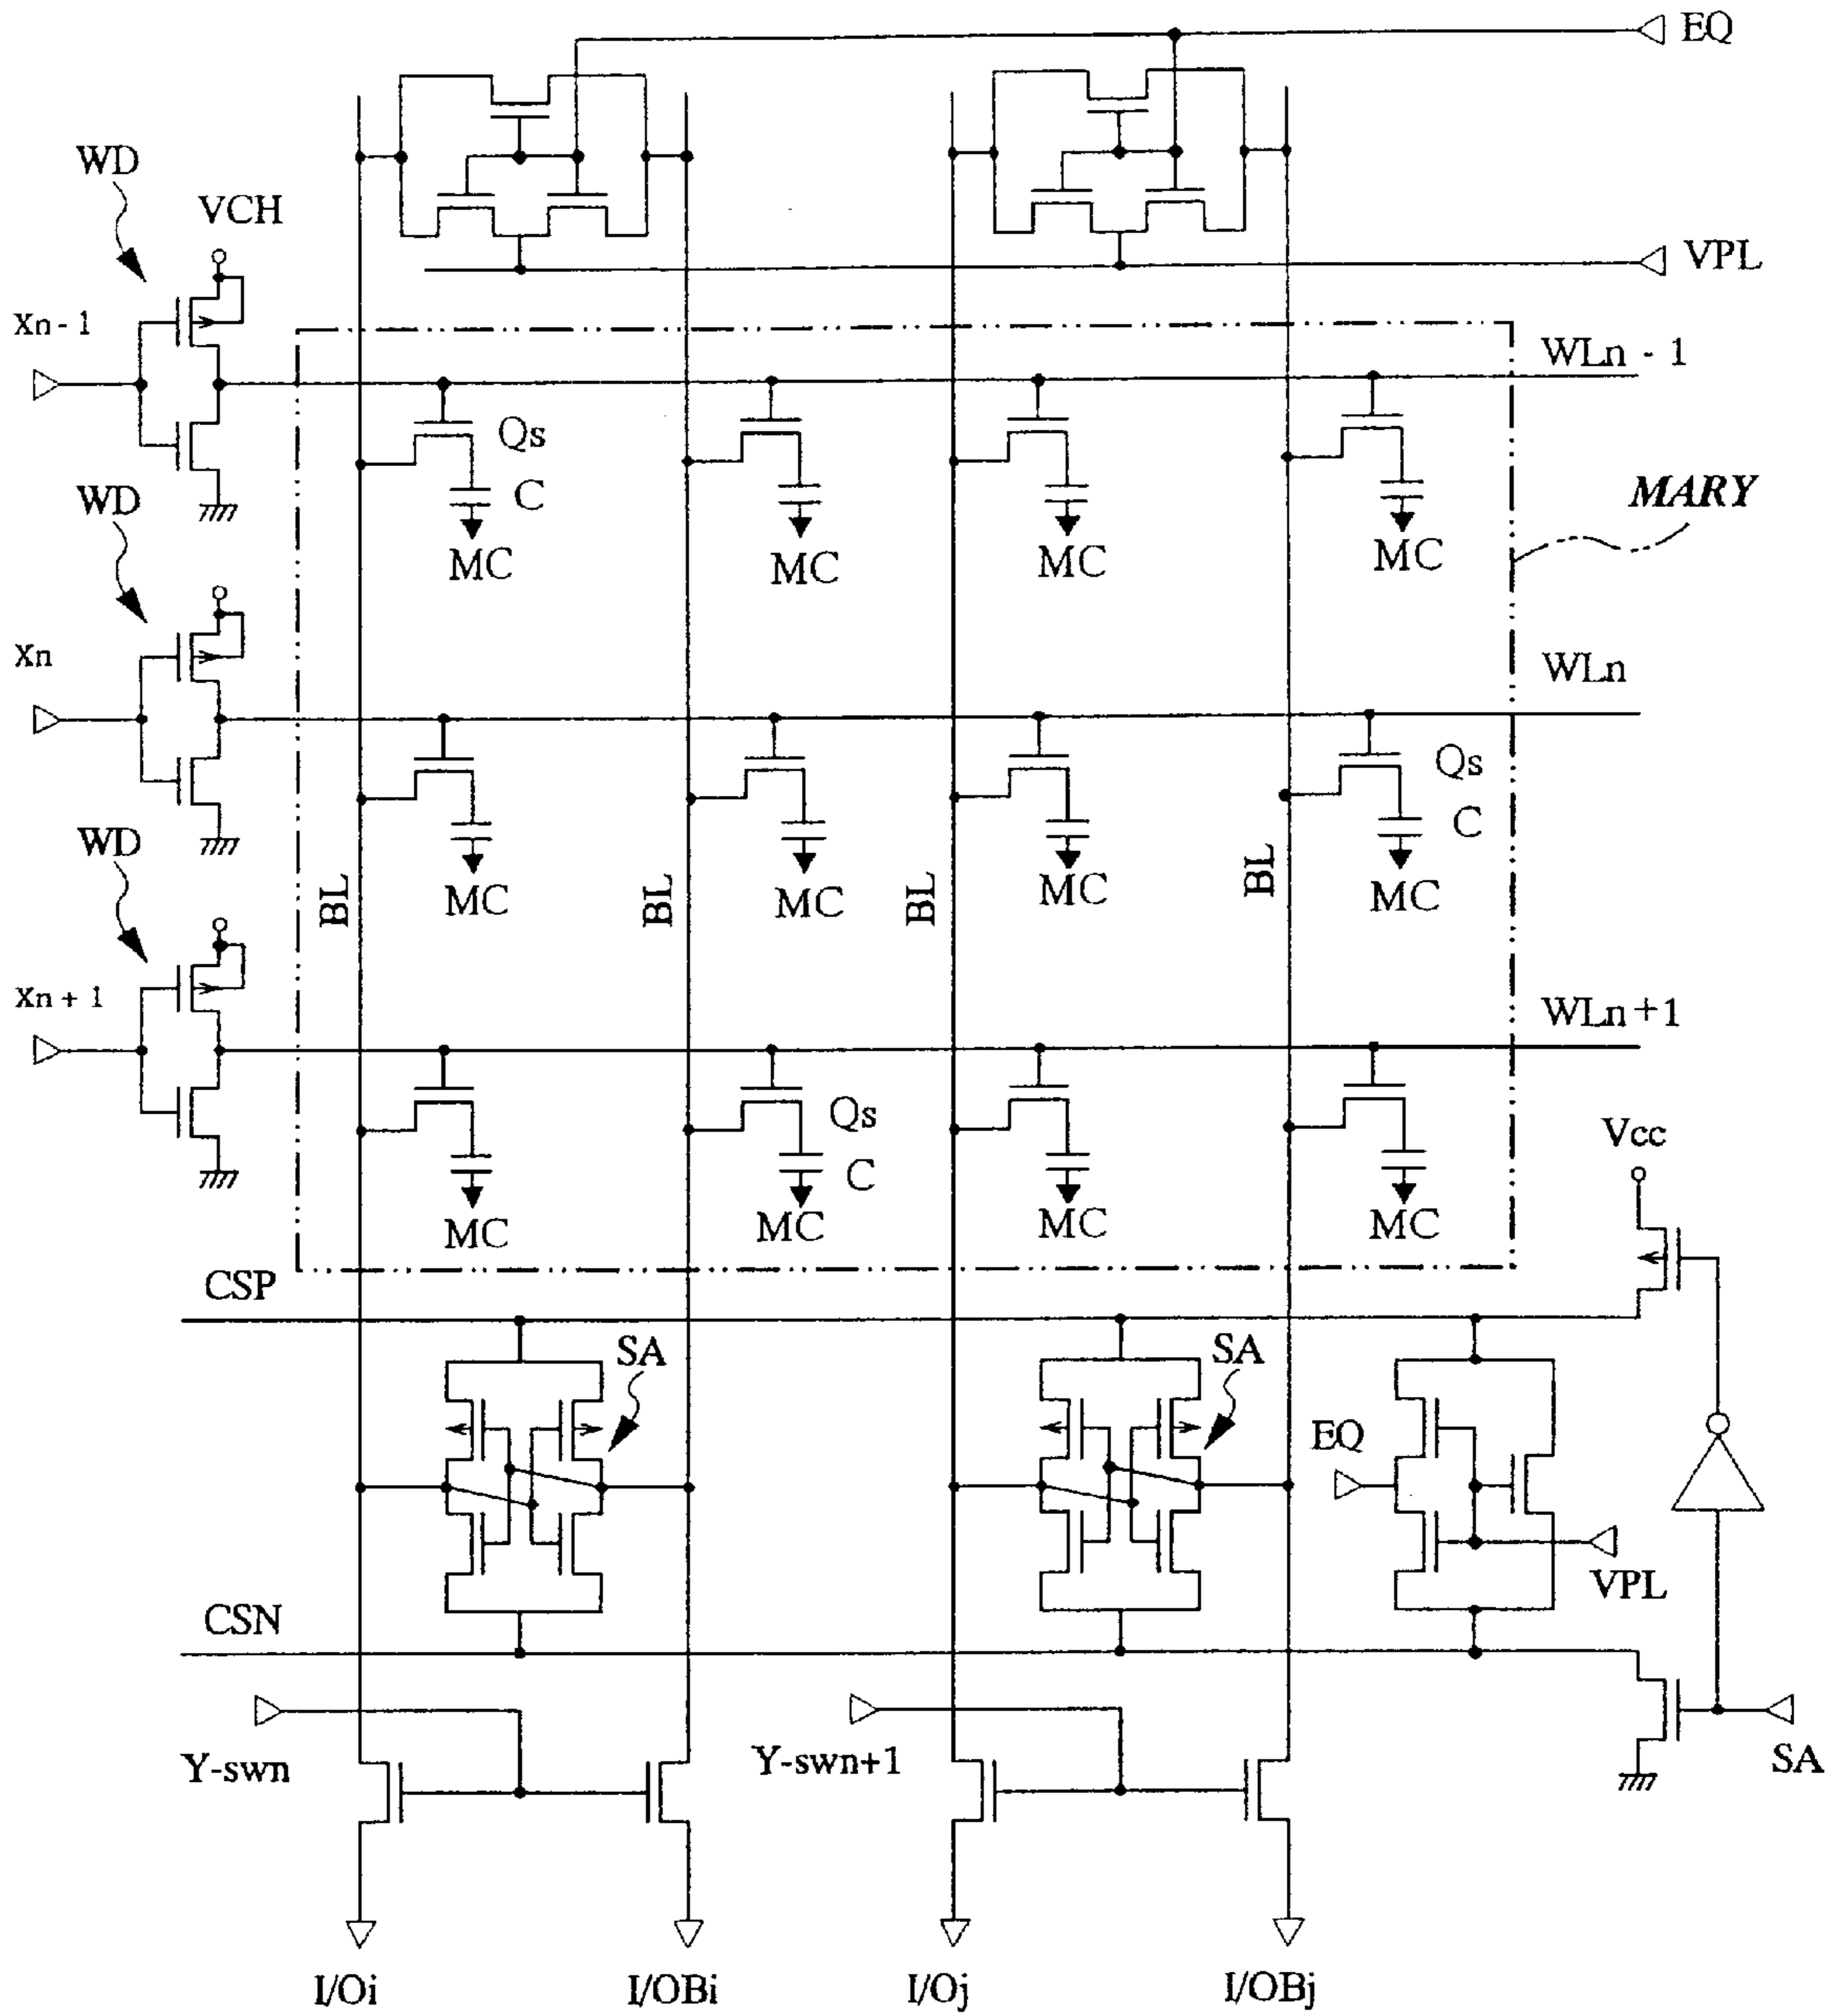 EQ
WD
VCH
VPL
Xn - 1
WLn - 1
Qs
C
MARY
WD
MC
MC
MC
MC
Xn
WLn
Qs
C
WD
BL
BL
BL
BL
MC
MC
MC
MC
Xn + 1
WLn + 1
Qs
C
Vcc
MC
MC
MC
MC
CSP
SA
SA
EQ
VPL
CSN
Y-swn
Y-swn+1
SA
I/Oi
I/OBi
I/Oj
I/OBj